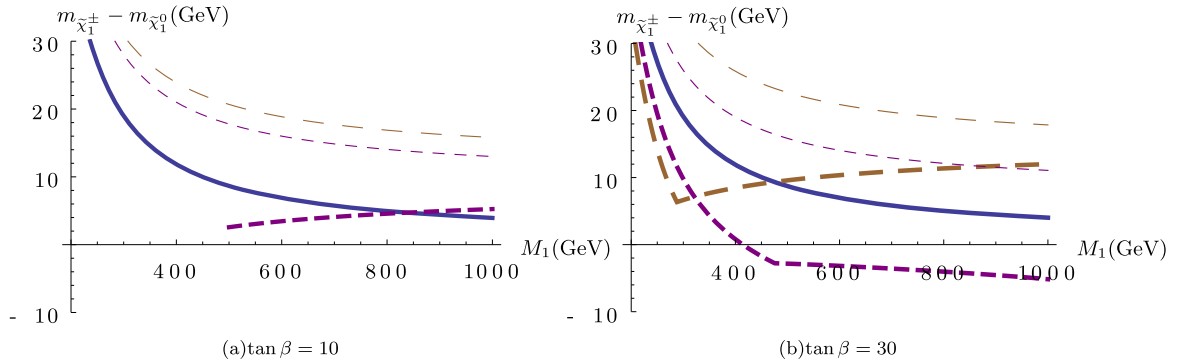 m_{\tilde{\chi}_1^{\pm}} − m_{\tilde{\chi}_1^0}(GeV)
30
20
10
400 600 800 1000
M_1(GeV)
- 10
(a)tan β = 10
m_{\tilde{\chi}_1^{\pm}} − m_{\tilde{\chi}_1^0}(GeV)
30
20
10
400 600 800 1000
M_1(GeV)
- 10
(b)tan β = 30